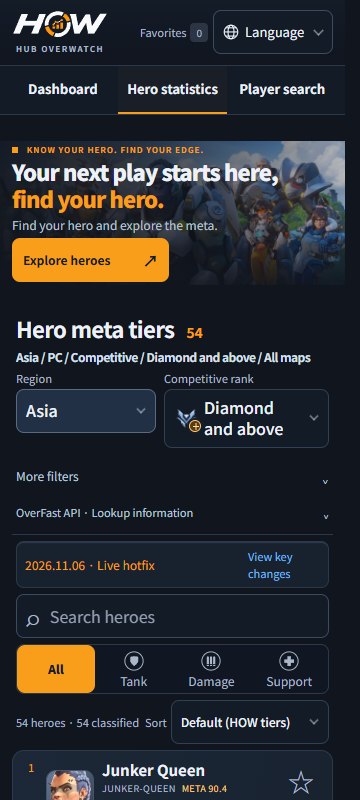 HOW
HUB OVERWATCH
Favorites 0
Language
Dashboard Hero statistics Player search
KNOW YOUR HERO. FIND YOUR EDGE.
Your next play starts here,
find your hero.
Find your hero and explore the meta.
Explore heroes ↗
Hero meta tiers 54
Asia / PC / Competitive / Diamond and above / All maps
Region Competitive rank
Asia
Diamond
and above
More filters
OverFast API · Lookup information
2026.11.06 · Live hotfix
View key
changes
Search heroes
All Tank Damage Support
54 heroes · 54 classified Sort Default (HOW tiers)
1 Junker Queen
JUNKER-QUEEN META 90.4